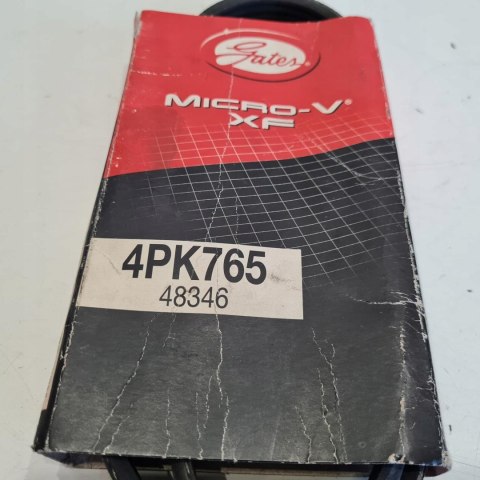 Gates
MICRO-V®
XF
4PK765
48346